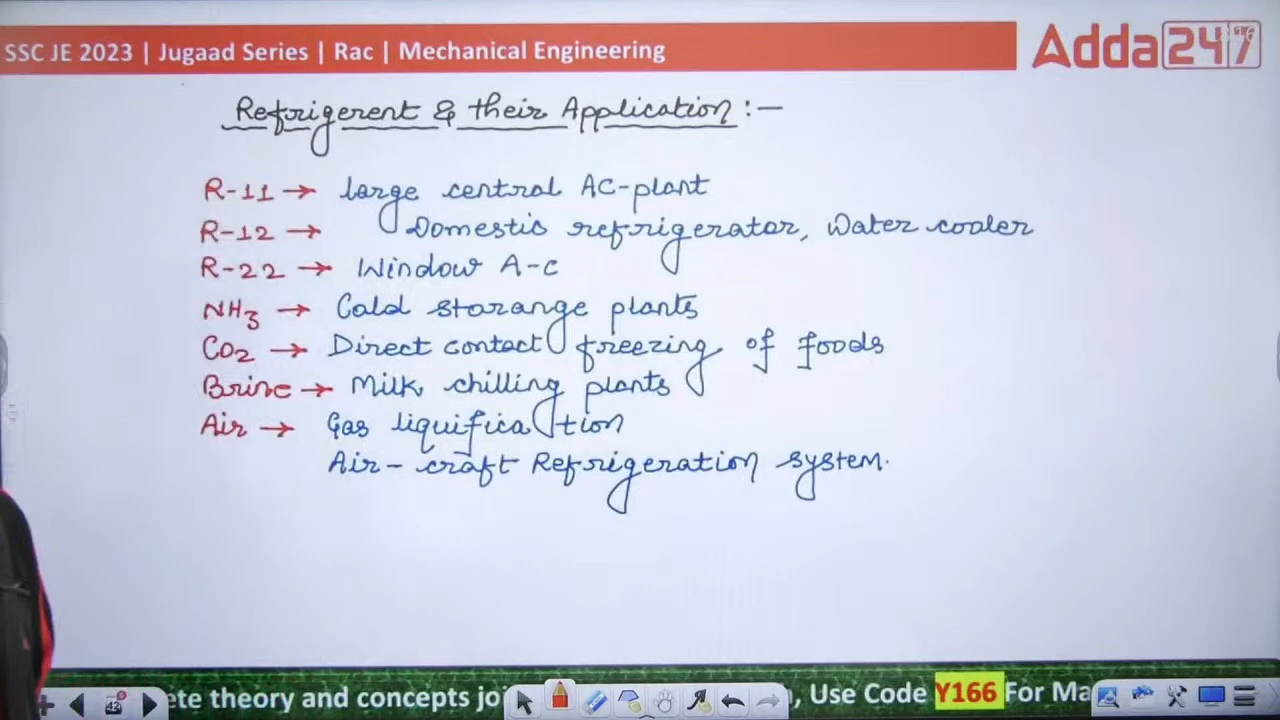 SSC JE 2023 | Jugaad Series | Rac | Mechanical Engineering
Adda247
Refrigerent & their Application :-
R-11 → large central AC-plant
R-12 → Domestic refrigerator, Water cooler
R-22 → Window A-c
NH3 → Cold storange plants
CO2 → Direct contact freezing of foods
Brine → Milk chilling plants
Air → Gas liquification
Air-craft Refrigeration system.
ete theory and concepts joi
, Use Code Y166 For Ma
42